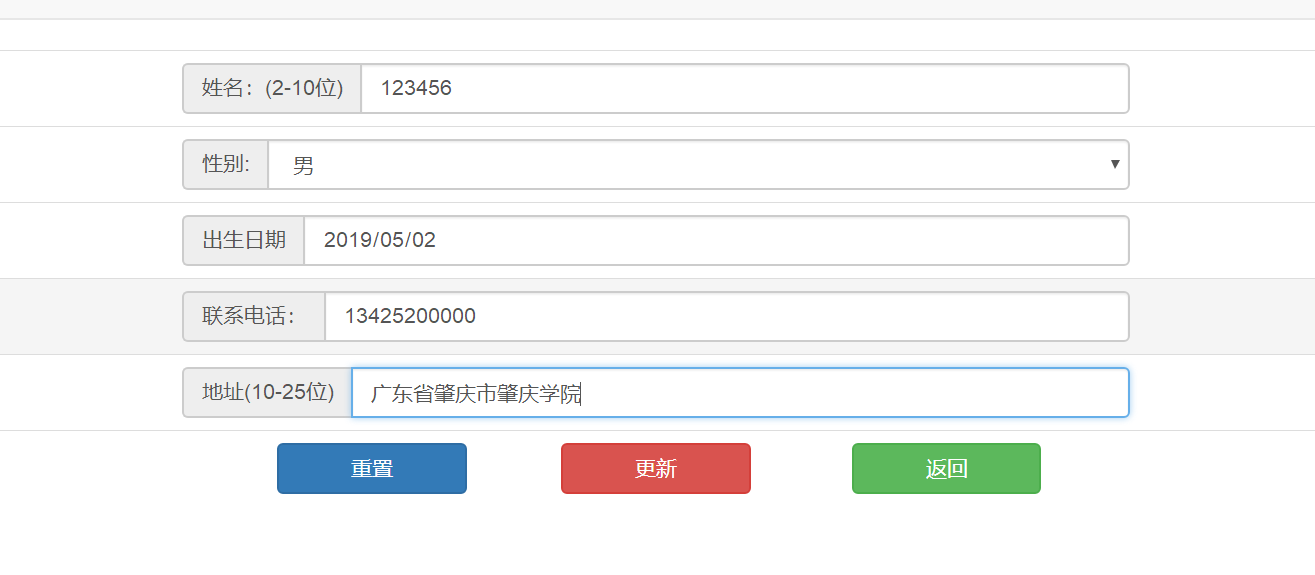 姓名：(2-10位) 123456
性别: 男
出生日期 2019/05/02
联系电话： 13425200000
地址(10-25位) 广东省肇庆市肇庆学院
重置 更新 返回